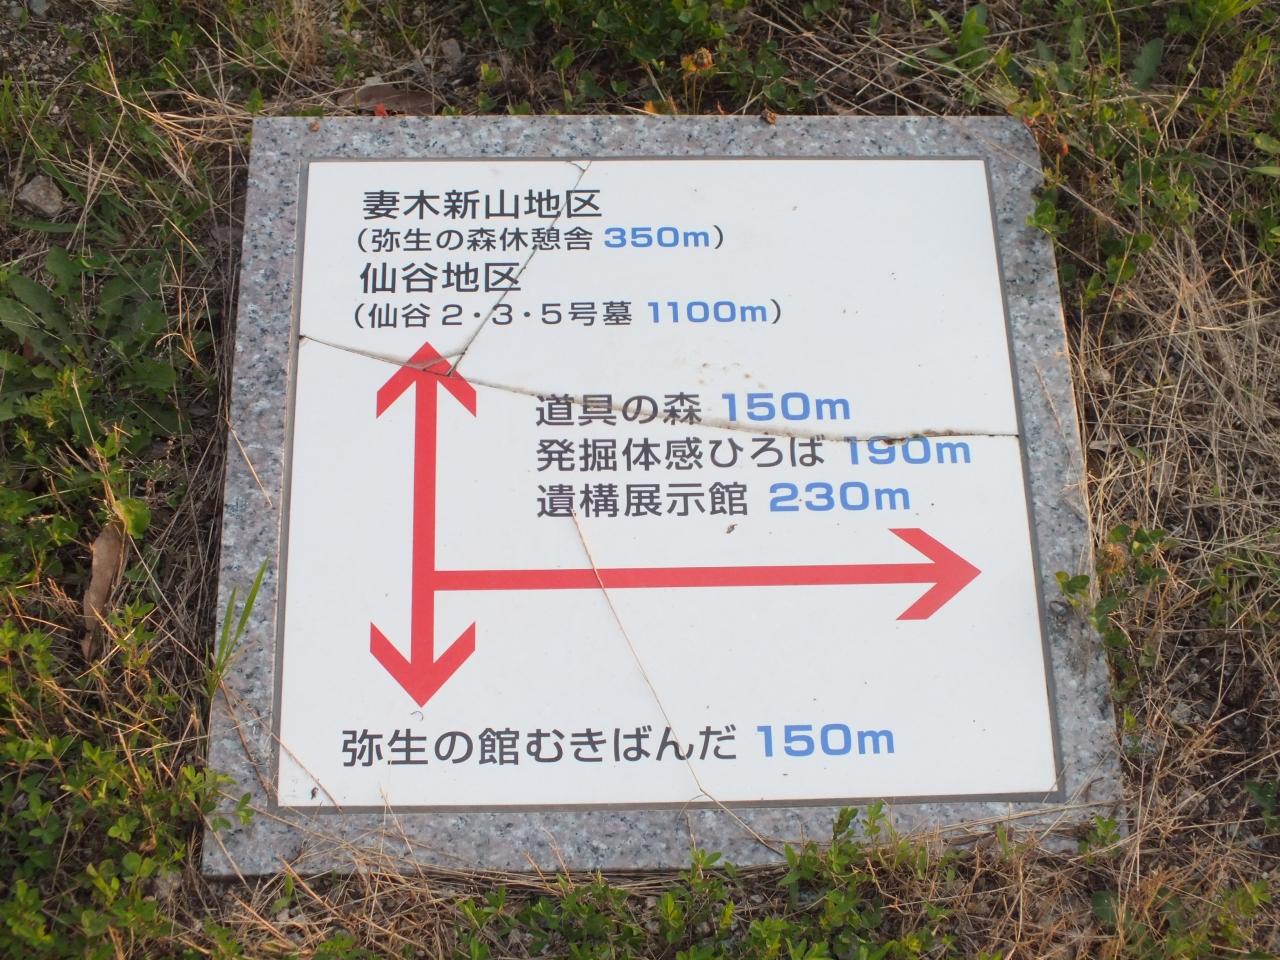 妻木新山地区
（弥生の森休憩舎 350m）
仙谷地区
（仙谷 2・3・5号墓 1100m）
道具の森 150m
発掘体感ひろば 190m
遺構展示館 230m
弥生の館むきばんだ 150m